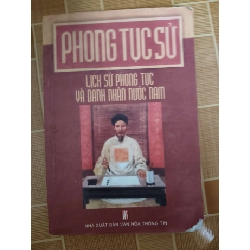 PHONG TỤC SỬ
LỊCH SỬ PHONG TỤC
VÀ DANH NHÂN NƯỚC NAM
NHÀ XUẤT BẢN VĂN HÓA THÔNG TIN